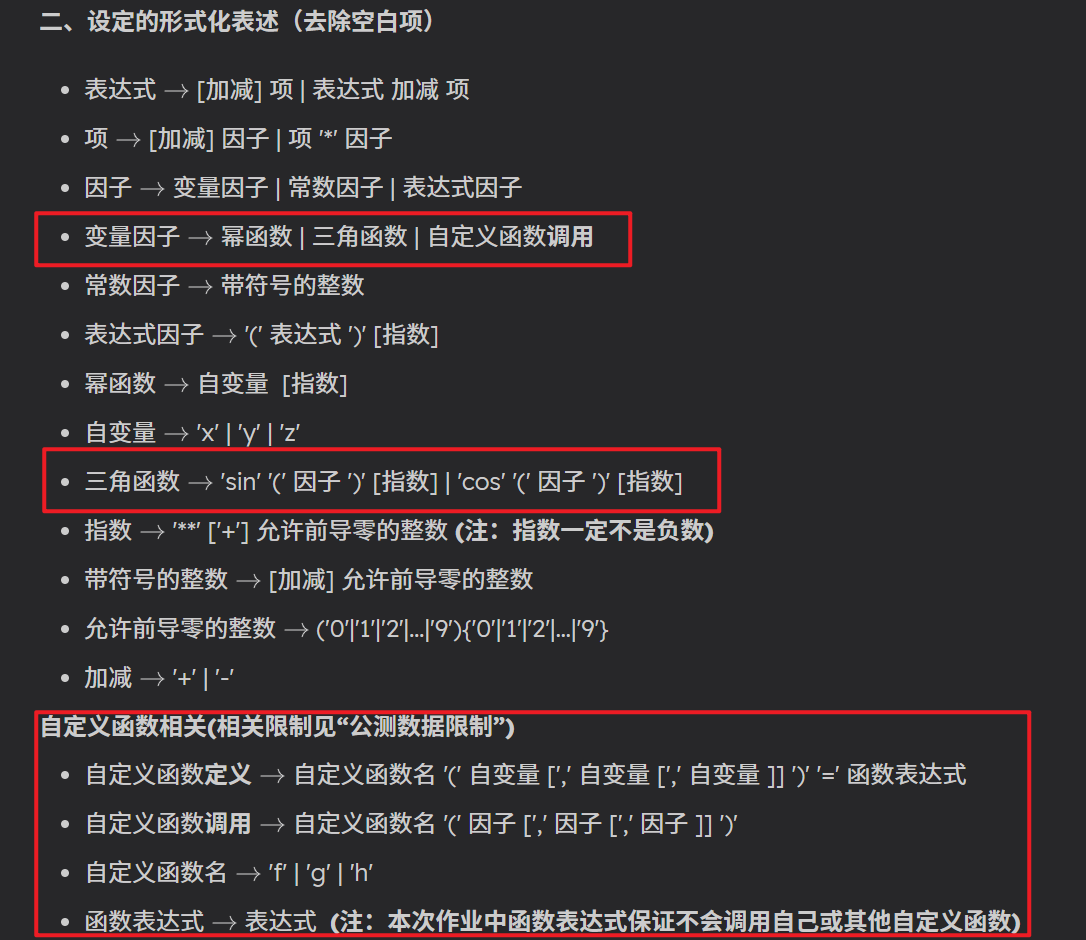 二、设定的形式化表述（去除空白项）
• 表达式 → [加减] 项 | 表达式 加减 项
• 项 → [加减] 因子 | 项 '*' 因子
• 因子 → 变量因子 | 常数因子 | 表达式因子
• 变量因子 → 幂函数 | 三角函数 | 自定义函数调用
• 常数因子 → 带符号的整数
• 表达式因子 → '(' 表达式 ')' [指数]
• 幂函数 → 自变量 [指数]
• 自变量 → 'x' | 'y' | 'z'
• 三角函数 → 'sin' '(' 因子 ')' [指数] | 'cos' '(' 因子 ')' [指数]
• 指数 → '**' ['+'] 允许前导零的整数 (注：指数一定不是负数)
• 带符号的整数 → [加减] 允许前导零的整数
• 允许前导零的整数 → ('0'|'1'|'2'|…|'9'){'0'|'1'|'2'|…|'9'}
• 加减 → '+' | '-'
自定义函数相关(相关限制见“公测数据限制”)
• 自定义函数定义 → 自定义函数名 '(' 自变量 [',' 自变量 [',' 自变量 ]] ')' '=' 函数表达式
• 自定义函数调用 → 自定义函数名 '(' 因子 [',' 因子 [',' 因子 ]] ')'
• 自定义函数名 → 'f' | 'g' | 'h'
• 函数表达式 → 表达式 (注：本次作业中函数表达式保证不会调用自己或其他自定义函数)